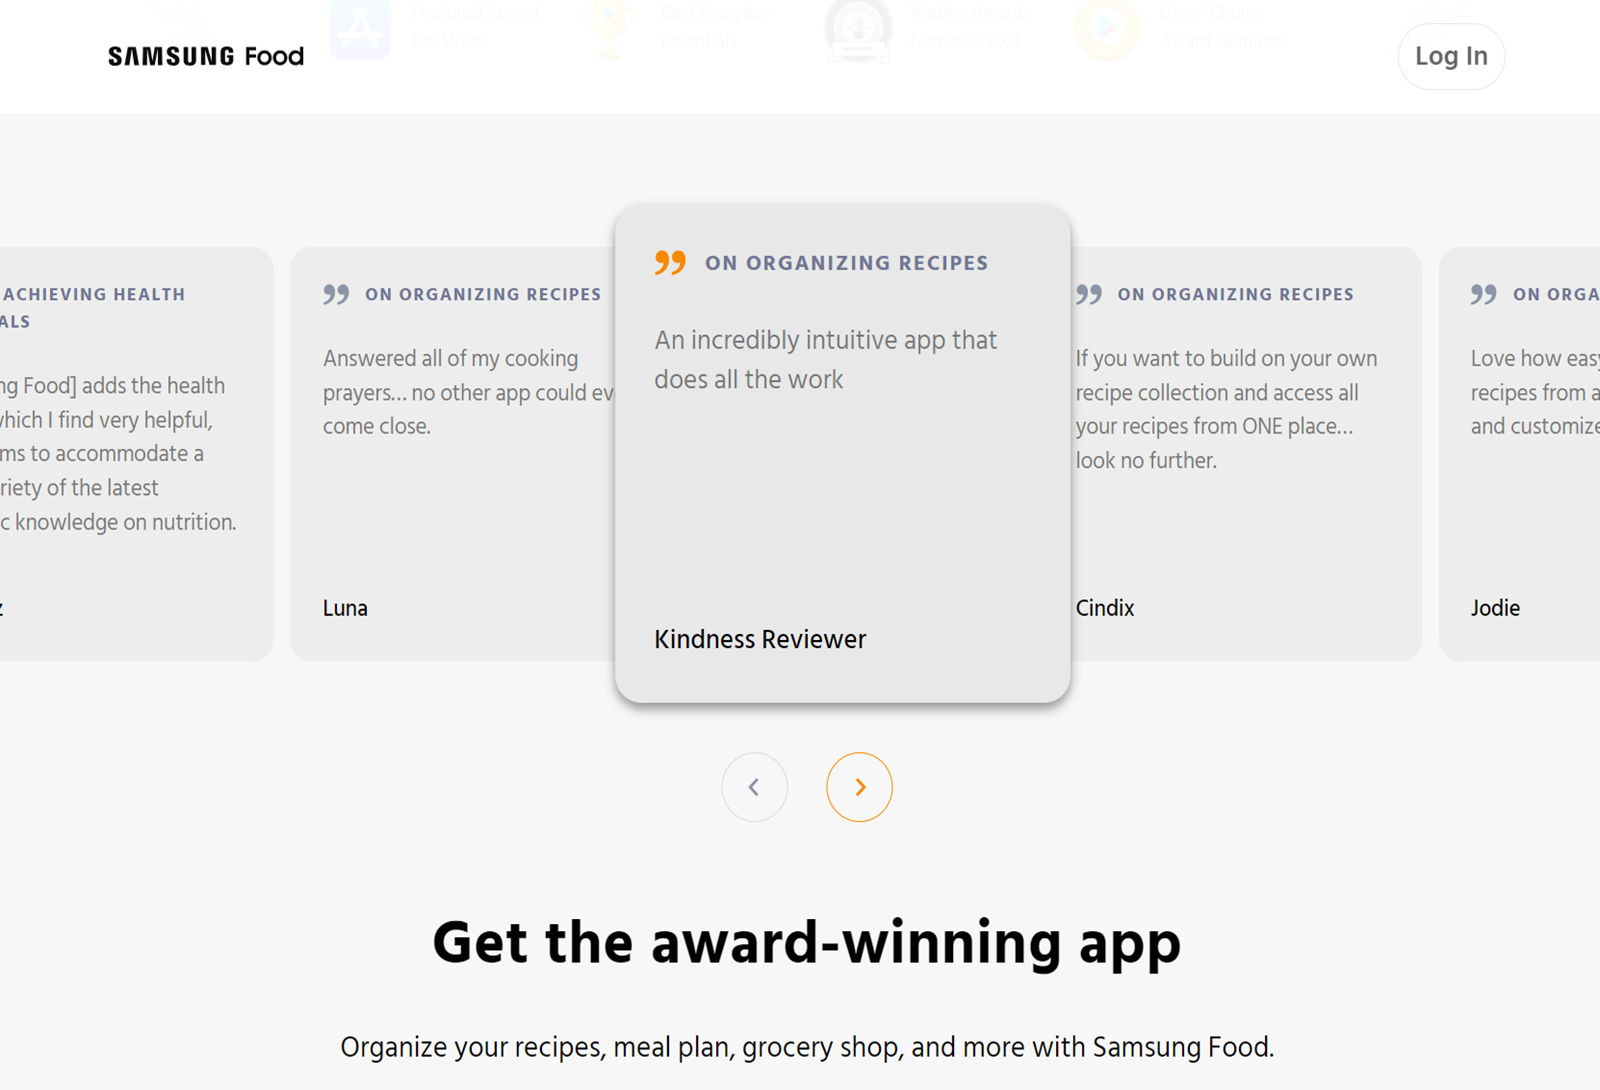 Featured App of
the Week
Best Everyday
Essentials
Webby Awards
Nominee 2021
Users' Choice
Award Nominee
SAMSUNG Food
Log In
ACHIEVING HEALTH
ALS
ng Food] adds the health
which I find very helpful,
ms to accommodate a
riety of the latest
c knowledge on nutrition.
z
ON ORGANIZING RECIPES
Answered all of my cooking
prayers... no other app could ev
come close.
Luna
ON ORGANIZING RECIPES
An incredibly intuitive app that
does all the work
Kindness Reviewer
ON ORGANIZING RECIPES
If you want to build on your own
recipe collection and access all
your recipes from ONE place...
look no further.
Cindix
ON ORGA
Love how easy
recipes from a
and customize
Jodie
Get the award-winning app
Organize your recipes, meal plan, grocery shop, and more with Samsung Food.